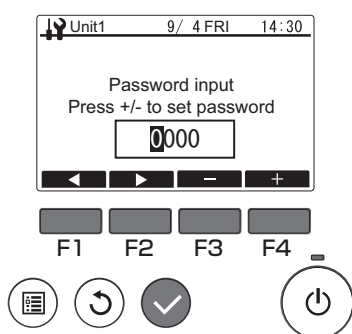 Unit1 9/ 4 FRI 14:30
Password input
Press +/- to set password
0000
− +
F1 F2 F3 F4